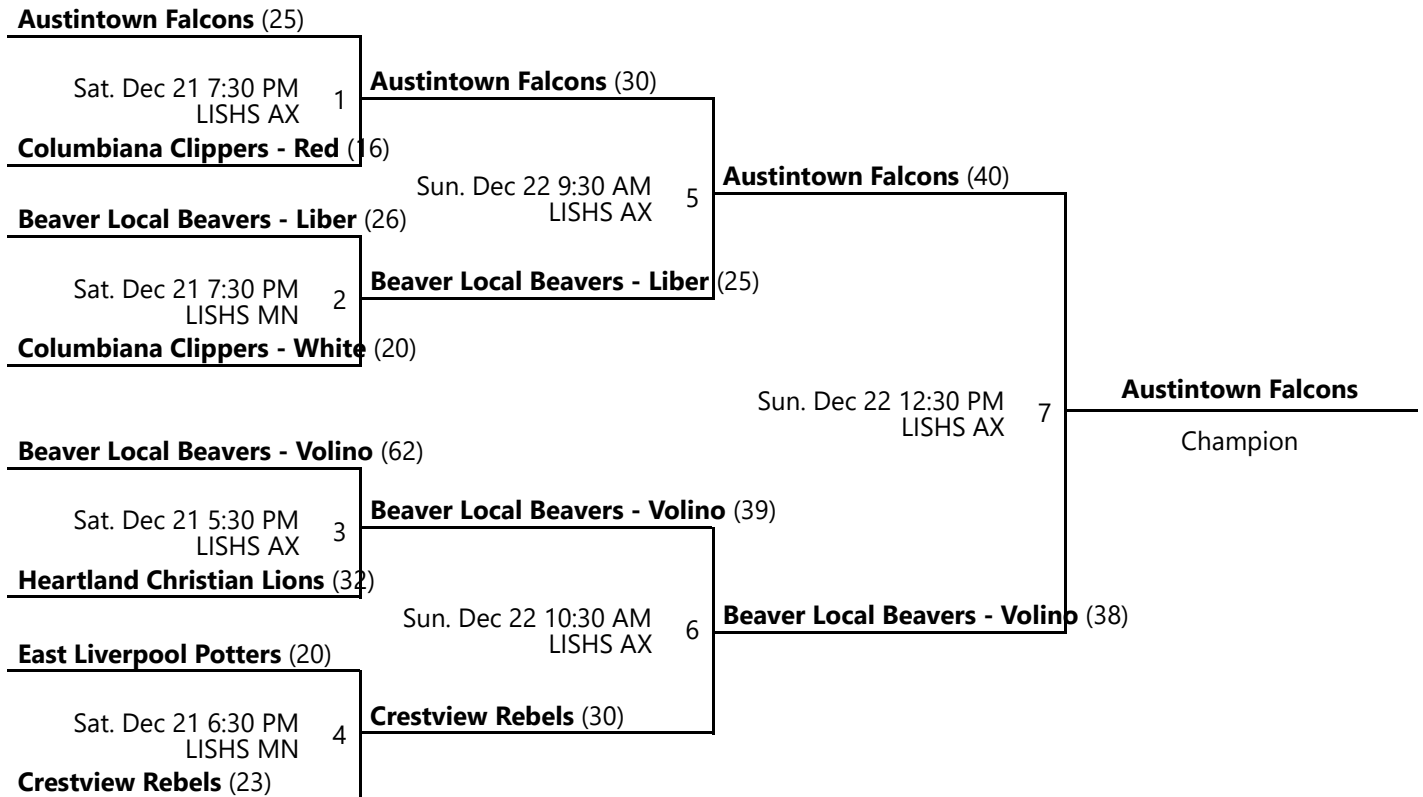 Austintown Falcons (25)
Sat. Dec 21 7:30 PM
LISHS AX
1
Columbiana Clippers - Red (16)
Austintown Falcons (30)
Sun. Dec 22 9:30 AM
LISHS AX
5
Beaver Local Beavers - Liber (26)
Sat. Dec 21 7:30 PM
LISHS MN
2
Columbiana Clippers - White (20)
Beaver Local Beavers - Liber (25)
Austintown Falcons (40)
Sun. Dec 22 12:30 PM
LISHS AX
7
Austintown Falcons
Champion
Beaver Local Beavers - Volino (62)
Sat. Dec 21 5:30 PM
LISHS AX
3
Heartland Christian Lions (32)
Beaver Local Beavers - Volino (39)
Sun. Dec 22 10:30 AM
LISHS AX
6
Beaver Local Beavers - Volino (38)
East Liverpool Potters (20)
Sat. Dec 21 6:30 PM
LISHS MN
4
Crestview Rebels (23)
Crestview Rebels (30)